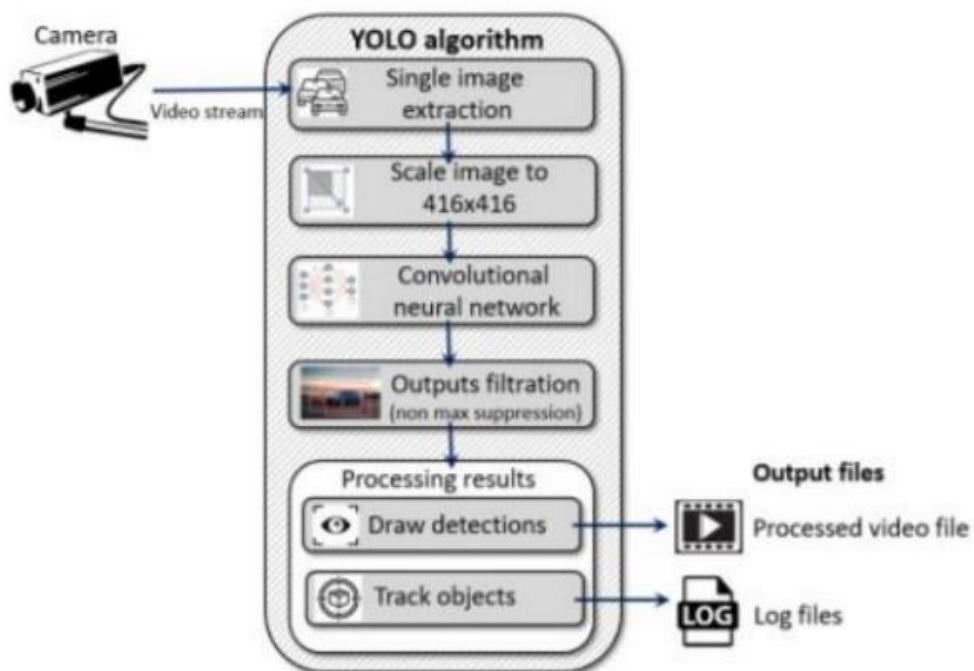 Camera
Video stream
YOLO algorithm
Single image
extraction
Scale image to
416x416
Convolutional
neural network
Outputs filtration
(non max suppression)
Processing results
Draw detections
Track objects
Output files
Processed video file
LOG
Log files